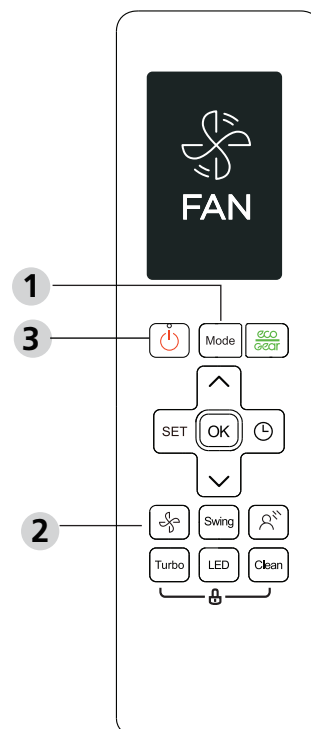 FAN
1
3
Mode
eco
Gear
SET
OK
2
Swing
Turbo
LED
Clean